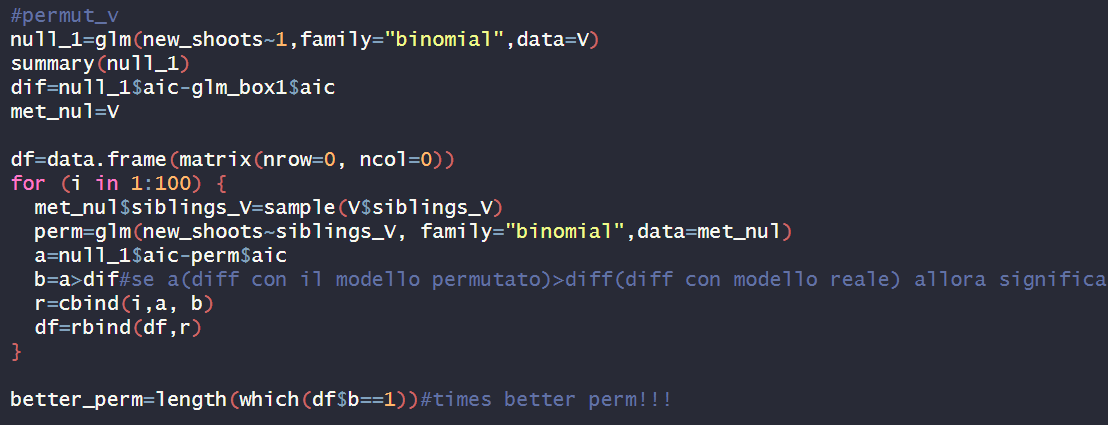 #permut_v
null_1=glm(new_shoots~1,family="binomial",data=V)
summary(null_1)
dif=null_1$aic-glm_box1$aic
met_nul=V
df=data.frame(matrix(nrow=0, ncol=0))
for (i in 1:100) {
  met_nul$siblings_V=sample(V$siblings_V)
  perm=glm(new_shoots~siblings_V, family="binomial",data=met_nul)
  a=null_1$aic-perm$aic
  b=a>dif#se a(diff con il modello permutato)>diff(diff con modello reale) allora significa
  r=cbind(i,a, b)
  df=rbind(df,r)
}
better_perm=length(which(df$b==1))#times better perm!!!